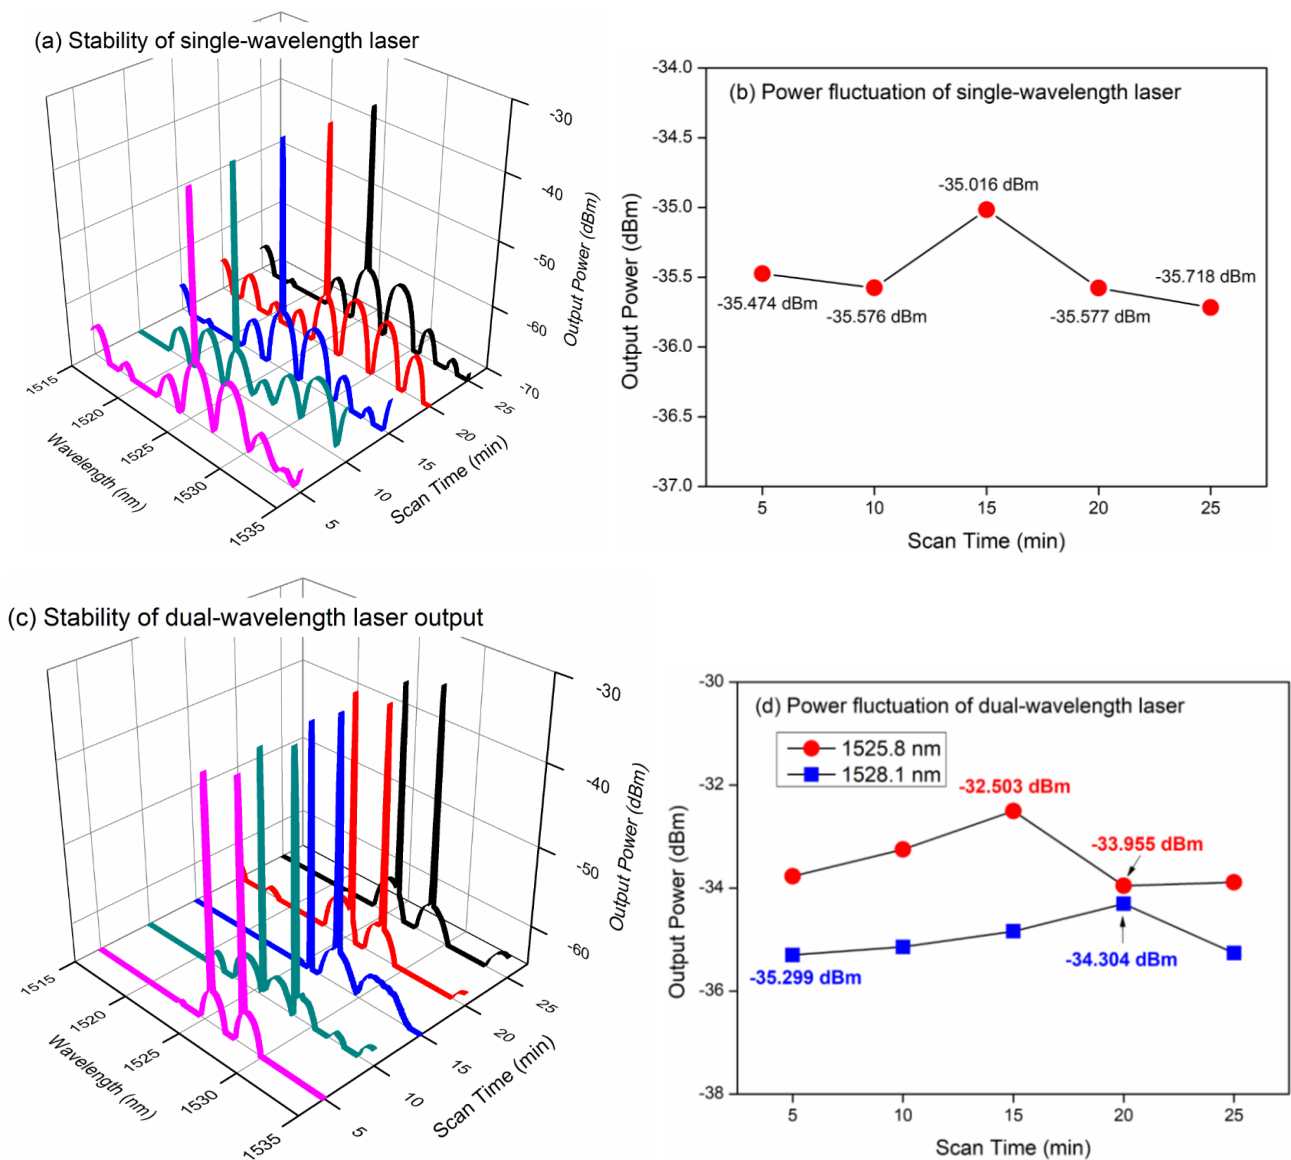 (a) Stability of single-wavelength laser
-30
-40
-50
-60
-70
Output Power (dBm)
1515
1520
1525
1530
1535
Wavelength (nm)
5
10
15
20
25
Scan Time (min)
(b) Power fluctuation of single-wavelength laser
-34.0
-34.5
-35.0
-35.5
-36.0
-36.5
-37.0
Output Power (dBm)
-35.474 dBm
-35.576 dBm
-35.016 dBm
-35.577 dBm
-35.718 dBm
5
10
15
20
25
Scan Time (min)
(c) Stability of dual-wavelength laser output
-30
-40
-50
-60
Output Power (dBm)
1515
1520
1525
1530
1535
Wavelength (nm)
5
10
15
20
25
Scan Time (min)
(d) Power fluctuation of dual-wavelength laser
1525.8 nm
1528.1 nm
-30
-32
-34
-36
-38
Output Power (dBm)
-32.503 dBm
-33.955 dBm
-35.299 dBm
-34.304 dBm
5
10
15
20
25
Scan Time (min)